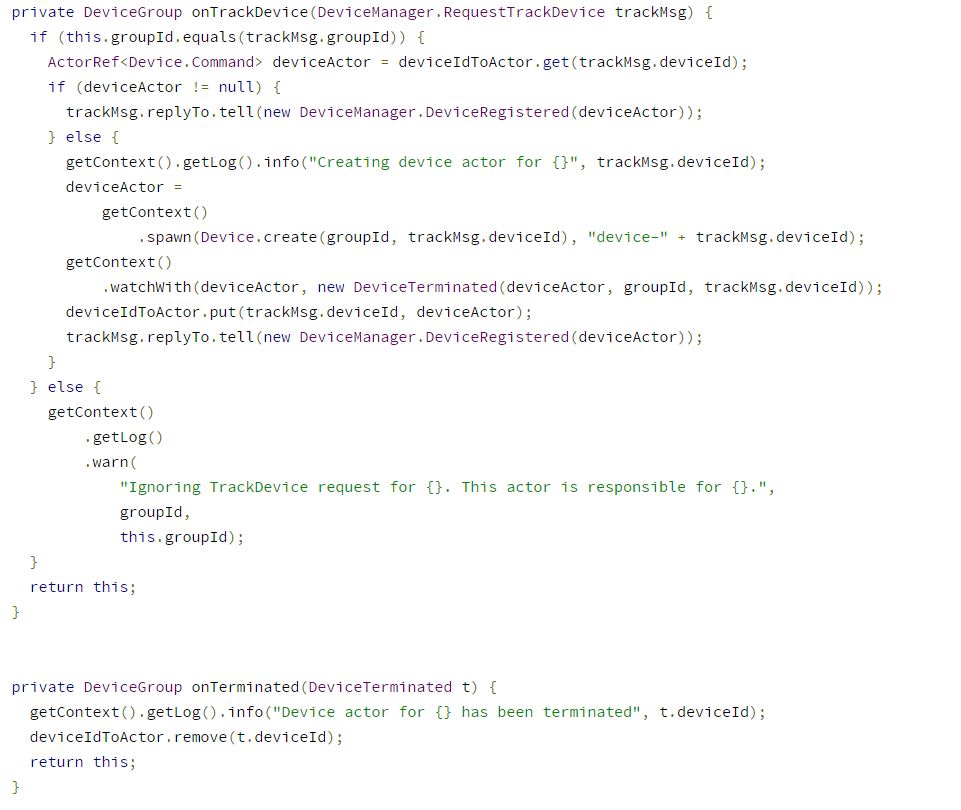 private DeviceGroup onTrackDevice(DeviceManager.RequestTrackDevice trackMsg) {
  if (this.groupId.equals(trackMsg.groupId)) {
    ActorRef<Device.Command> deviceActor = deviceIdToActor.get(trackMsg.deviceId);
    if (deviceActor != null) {
      trackMsg.replyTo.tell(new DeviceManager.DeviceRegistered(deviceActor));
    } else {
      getContext().getLog().info("Creating device actor for {}", trackMsg.deviceId);
      deviceActor =
          getContext()
              .spawn(Device.create(groupId, trackMsg.deviceId), "device-" + trackMsg.deviceId);
      getContext()
          .watchWith(deviceActor, new DeviceTerminated(deviceActor, groupId, trackMsg.deviceId));
      deviceIdToActor.put(trackMsg.deviceId, deviceActor);
      trackMsg.replyTo.tell(new DeviceManager.DeviceRegistered(deviceActor));
    }
  } else {
    getContext()
        .getLog()
        .warn(
            "Ignoring TrackDevice request for {}. This actor is responsible for {}.",
            groupId,
            this.groupId);
  }
  return this;
}

private DeviceGroup onTerminated(DeviceTerminated t) {
  getContext().getLog().info("Device actor for {} has been terminated", t.deviceId);
  deviceIdToActor.remove(t.deviceId);
  return this;
}